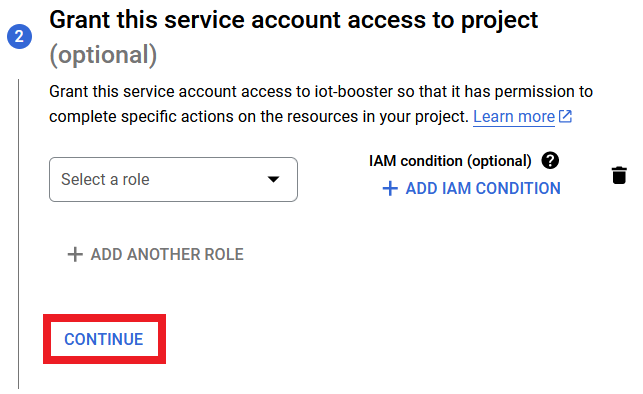 2
Grant this service account access to project
(optional)
Grant this service account access to iot-booster so that it has permission to
complete specific actions on the resources in your project. Learn more
Select a role
IAM condition (optional) ?
+ ADD IAM CONDITION
+ ADD ANOTHER ROLE
CONTINUE